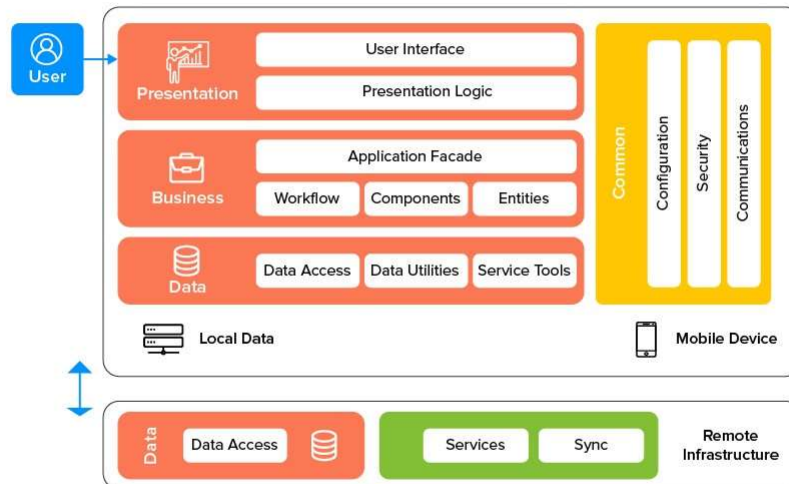 User
Presentation
User Interface
Presentation Logic
Business
Application Facade
Workflow
Components
Entities
Data
Data Access
Data Utilities
Service Tools
Common
Configuration
Security
Communications
Local Data
Mobile Device
Data
Data Access
Services
Sync
Remote
Infrastructure